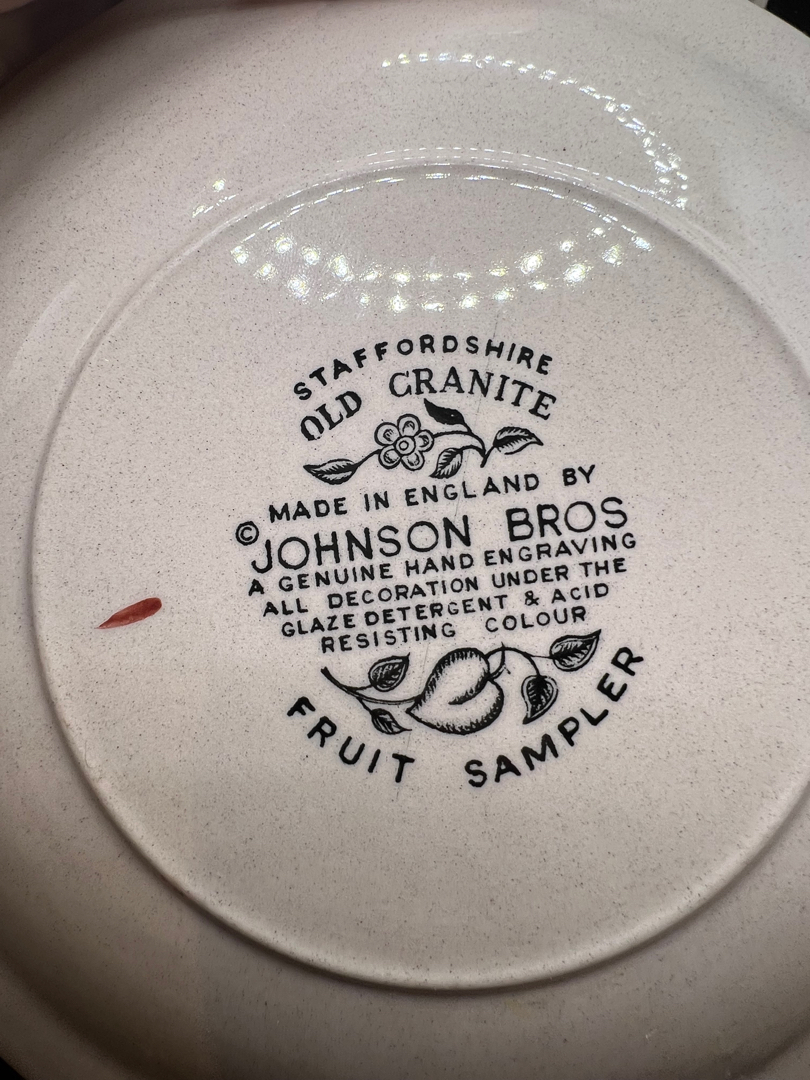 STAFFORDSHIRE
OLD GRANITE
MADE IN ENGLAND BY
© JOHNSON BROS
A GENUINE HAND ENGRAVING
ALL DECORATION UNDER THE
GLAZE DETERGENT & ACID
RESISTING COLOUR
FRUIT SAMPLER